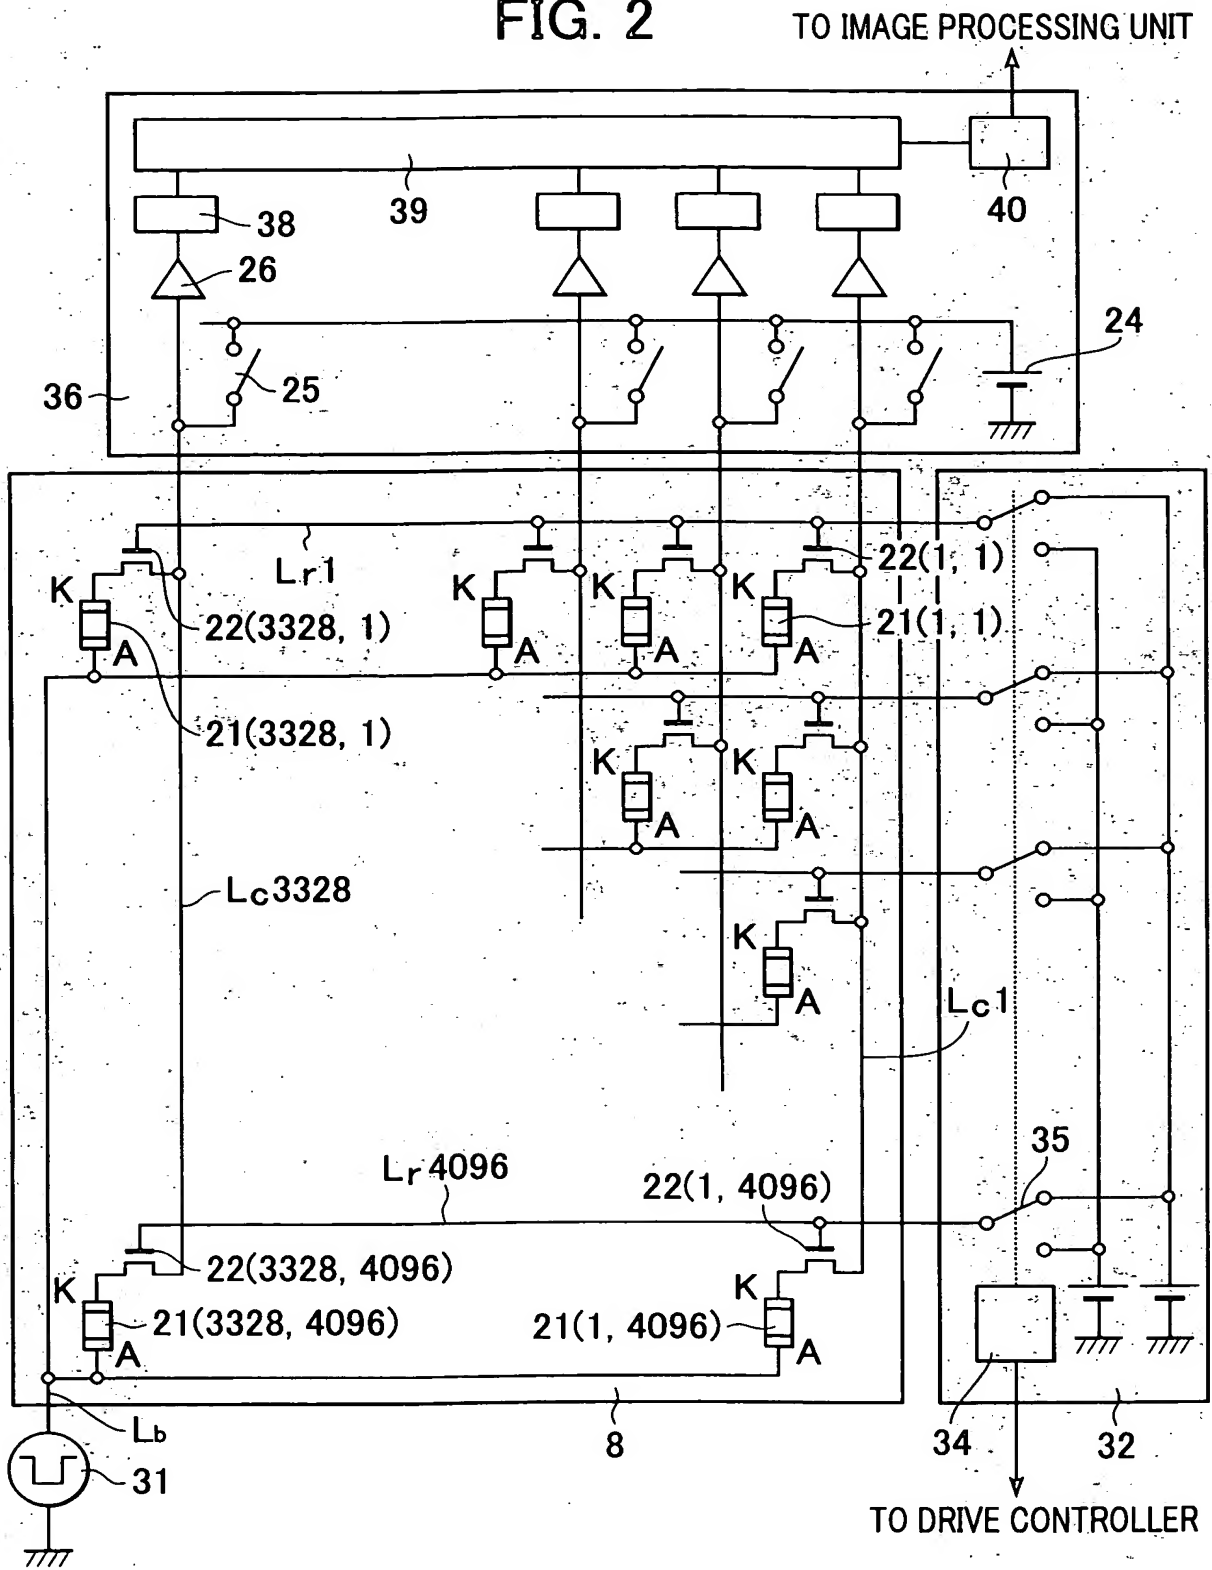 FIG. 2
TO IMAGE PROCESSING UNIT
39
40
38
26
24
25
36
Lr1
22(1, 1)
K
K
K
K
22(3328, 1)
21(1, 1)
A
A
A
A
21(3328, 1)
K
K
A
A
Lc3328
K
A
Lc1
35
Lr4096
22(1, 4096)
22(3328, 4096)
K
K
21(3328, 4096)
21(1, 4096)
A
A
Lb
8
34
32
31
TO DRIVE CONTROLLER